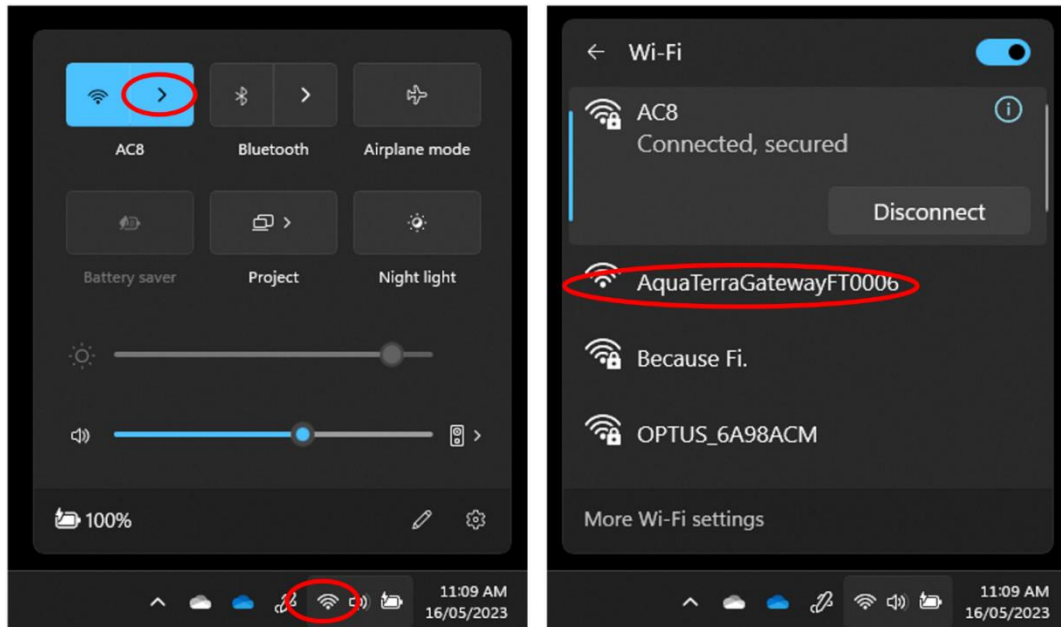 AC8
Bluetooth
Airplane mode
Battery saver
Project
Night light
100%
11:09 AM
16/05/2023
Wi-Fi
AC8
Connected, secured
Disconnect
AquaTerraGatewayFT0006
Because Fi.
OPTUS_6A98ACM
More Wi-Fi settings
11:09 AM
16/05/2023